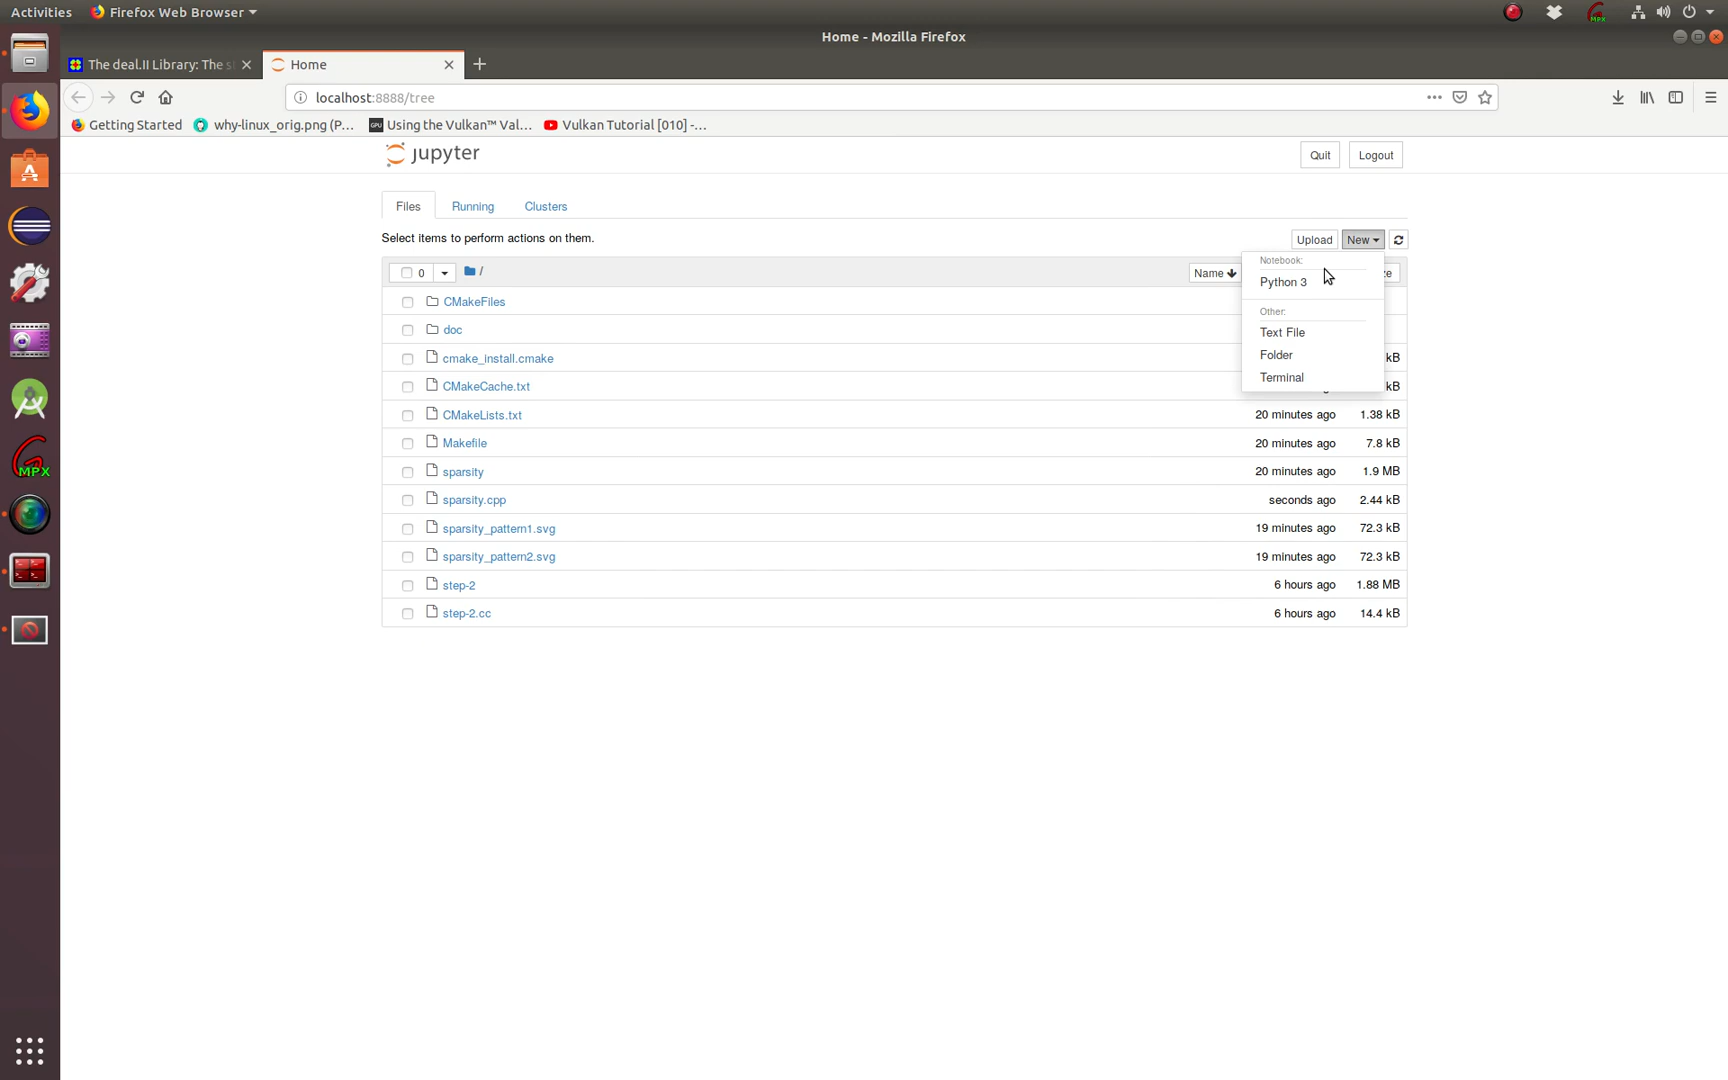 Activities Firefox Web Browser
Home - Mozilla Firefox
The deal.II Library: The s
Home
localhost:8888/tree
Getting Started why-linux_orig.png (P... Using the Vulkan™ Val... Vulkan Tutorial [010] -...
jupyter
Quit Logout
Files Running Clusters
Select items to perform actions on them.
Upload New
0 /
Name
Notebook:
Python 3
Other:
Text File
Folder
Terminal
CMakeFiles
doc
cmake_install.cmake kB
CMakeCache.txt kB
CMakeLists.txt 20 minutes ago 1.38 kB
Makefile 20 minutes ago 7.8 kB
sparsity 20 minutes ago 1.9 MB
sparsity.cpp seconds ago 2.44 kB
sparsity_pattern1.svg 19 minutes ago 72.3 kB
sparsity_pattern2.svg 19 minutes ago 72.3 kB
step-2 6 hours ago 1.88 MB
step-2.cc 6 hours ago 14.4 kB
MPX